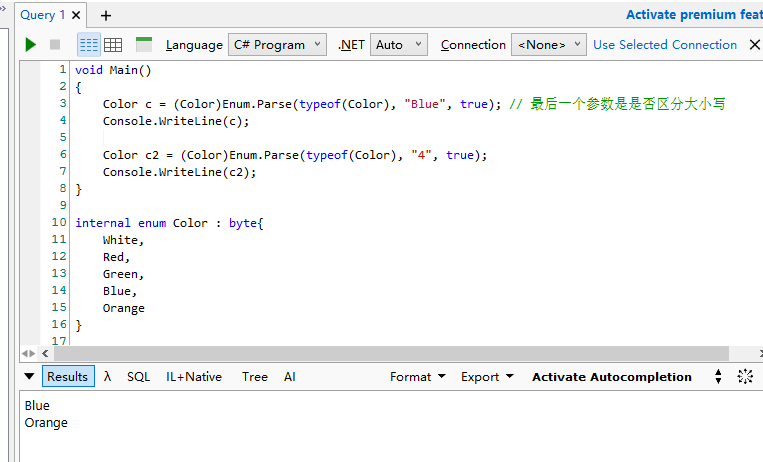 Query 1 × +
Activate premium feat
Language C# Program .NET Auto Connection <None> Use Selected Connection ×
1 void Main()
2 {
3 Color c = (Color)Enum.Parse(typeof(Color), "Blue", true); // 最后一个参数是是否区分大小写
4 Console.WriteLine(c);
5
6 Color c2 = (Color)Enum.Parse(typeof(Color), "4", true);
7 Console.WriteLine(c2);
8 }
9
10 internal enum Color : byte{
11 White,
12 Red,
13 Green,
14 Blue,
15 Orange
16 }
17
Results λ SQL IL+Native Tree AI Format Export Activate Autocompletion
Blue
Orange